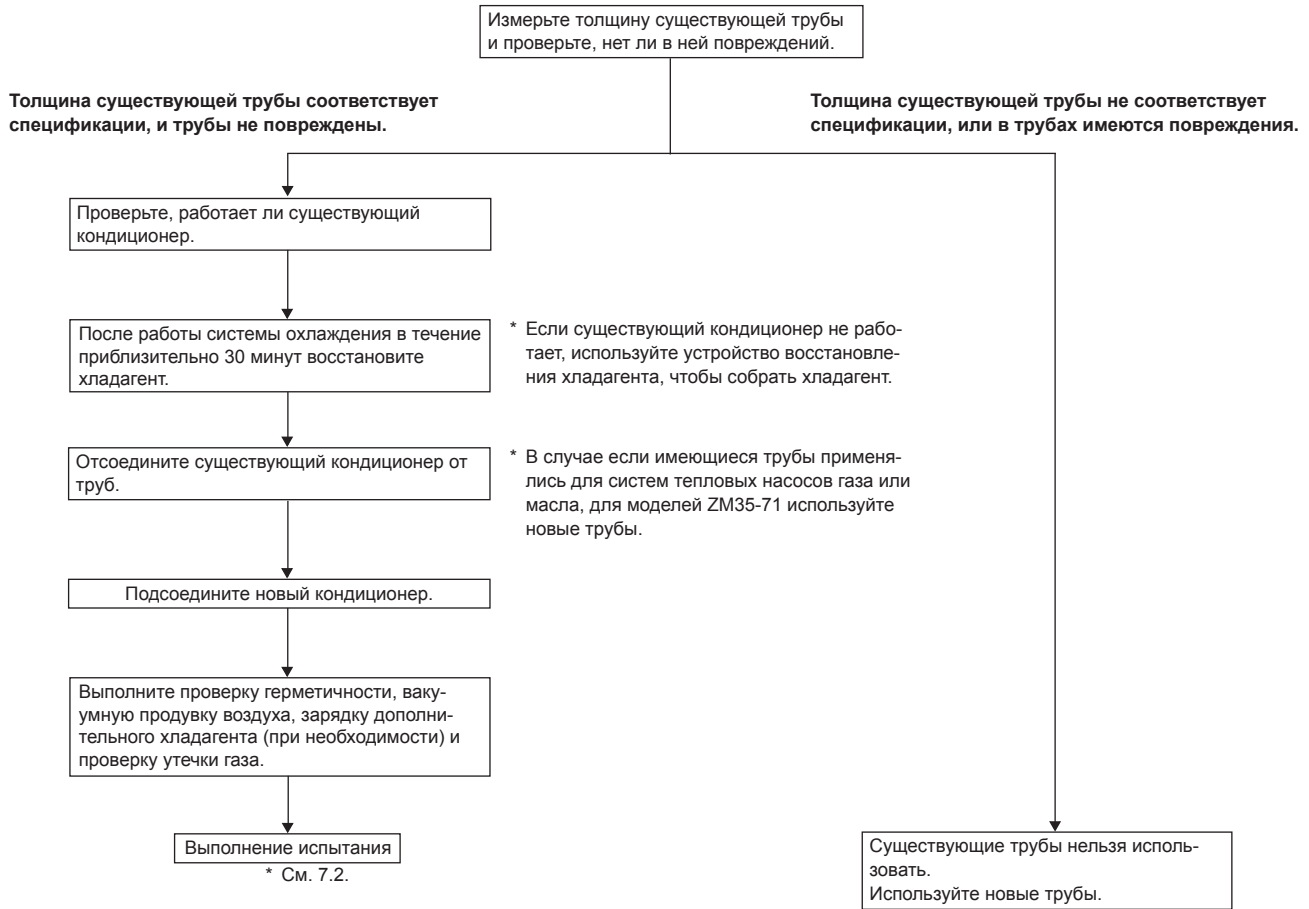 Измерьте толщину существующей трубы
и проверьте, нет ли в ней повреждений.
Толщина существующей трубы соответствует
спецификации, и трубы не повреждены.
Толщина существующей трубы не соответствует
спецификации, или в трубах имеются повреждения.
Проверьте, работает ли существующий
кондиционер.
После работы системы охлаждения в течение
приблизительно 30 минут восстановите
хладагент.
* Если существующий кондиционер не рабо-
тает, используйте устройство восстановле-
ния хладагента, чтобы собрать хладагент.
Отсоедините существующий кондиционер от
труб.
* В случае если имеющиеся трубы применя-
лись для систем тепловых насосов газа или
масла, для моделей ZM35-71 используйте
новые трубы.
Подсоедините новый кондиционер.
Выполните проверку герметичности, ваку-
умную продувку воздуха, зарядку дополни-
тельного хладагента (при необходимости) и
проверку утечки газа.
Выполнение испытания
* См. 7.2.
Существующие трубы нельзя исполь-
зовать.
Используйте новые трубы.